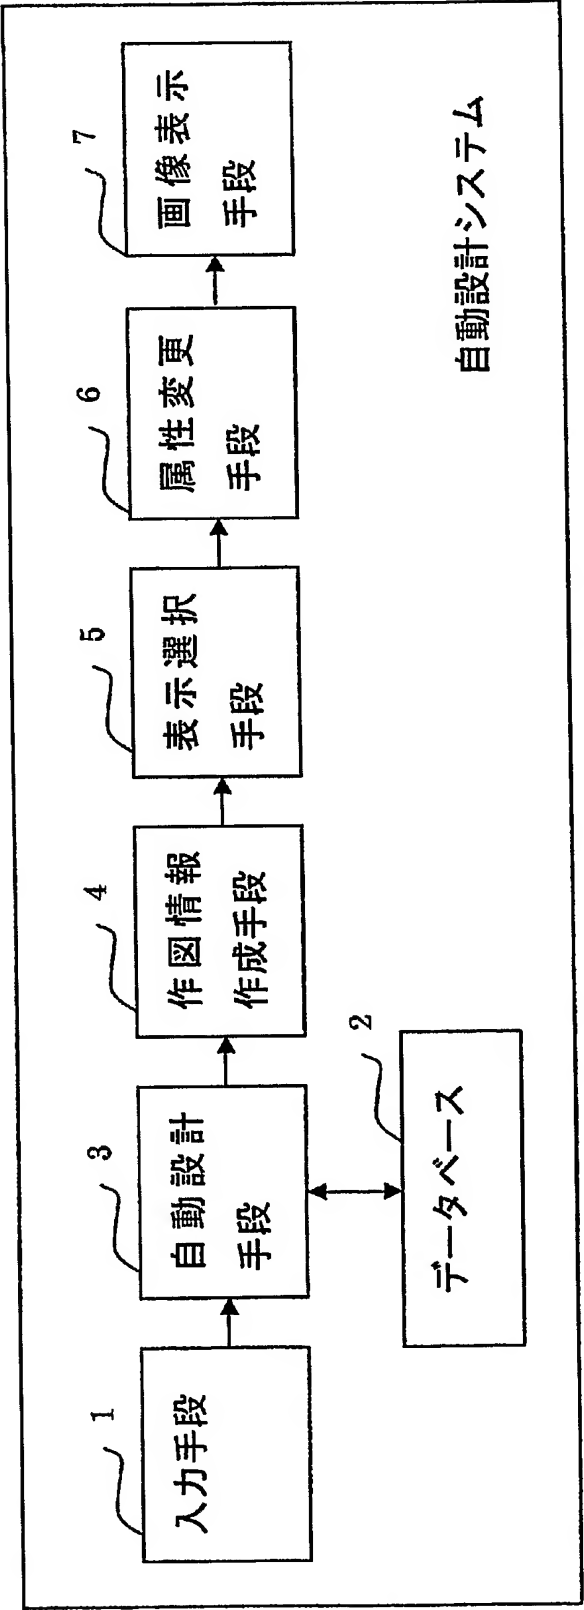 1
入力手段
3
自動設計
手段
4
作図情報
作成手段
5
表示選択
手段
6
属性変更
手段
7
画像表示
手段
2
データベース
自動設計システム